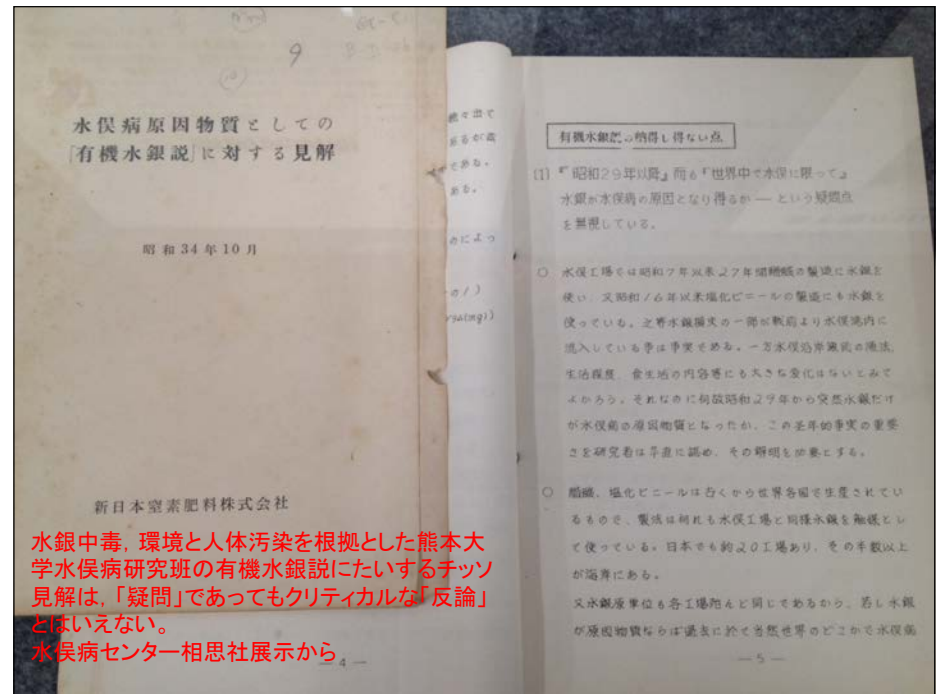 9
水俣病原因物質としての
「有機水銀説」に対する見解
昭和34年10月
新日本窒素肥料株式会社
水銀中毒，環境と人体汚染を根拠とした熊本大
学水俣病研究班の有機水銀説にたいするチッソ
見解は，「疑問」であってもクリティカルな「反論」
とはいえない。
水俣病センター相思社展示から
— 4 —
有機水銀説の納得し得ない点
(1) 『昭和29年以降』而も『世界中で水俣に限って』
水銀が水俣病の原因となり得るか — という疑問点
を無視している。
○ 水俣工場では昭和7年以来27年間醋酸の製造に水銀を
使い、又昭和16年以来塩化ビニールの製造にも水銀を
使っている。之等水銀損失の一部が戦前より水俣湾内に
流入している事は事実である。一方水俣沿岸漁民の漁法、
生活程度、食生活の内容等にも大きな変化はないとみて
よかろう。それなのに何故昭和29年から突然水銀だけ
が水俣病の原因物質となったか、この
事実の重要
さを研究者は卒直に認め、その解明を必要とする。
○ 醋酸、塩化ビニールは古くから世界各国で生産されてい
るもので、製法は何れも水俣工場と同様水銀を触媒とし
て使っている。日本でも約20工場あり、その半数以上
が海岸にある。
又水銀原単位も各工場殆んど同じであるから、若し水銀
が原因物質ならば過去に於て当然世界のどこかで水俣病
— 5 —